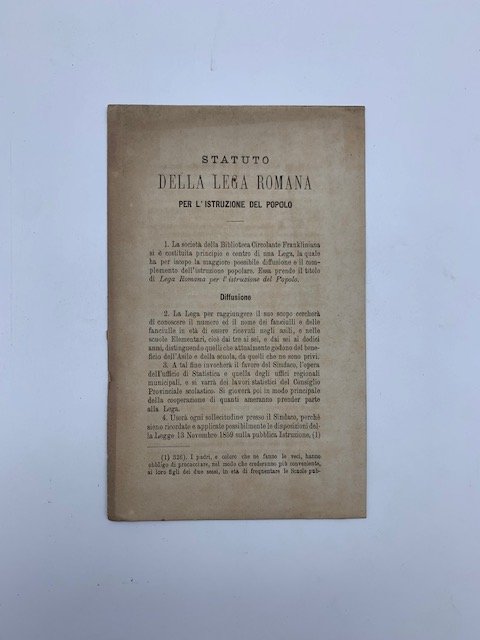 STATUTO
DELLA LEGA ROMANA
PER L'ISTRUZIONE DEL POPOLO
1. La società della Biblioteca Circolante Frankliniana
si è costituita principio e centro di una Lega, la quale
ha per iscopo la maggiore possibile diffusione e il com-
plemento dell'istruzione popolare. Essa prende il titolo
di Lega Romana per l'istruzione del Popolo.
Diffusione
2. La Lega per raggiungere il suo scopo cercherà
di conoscere il numero ed il nome dei fanciulli e delle
fanciulle in età di essere ricevuti negli asili, e nelle
scuole Elementari, cioè dai tre ai sei, e dai sei ai dodici
anni, distinguendo quelli che attualmente godono del bene-
ficio dell'Asilo e della scuola, da quelli che ne sono privi.
3. A tal fine invocherà il favore del Sindaco, l'opera
dell'ufficio di Statistica e quella degli uffici regionali
municipali, e si varrà dei lavori statistici del Consiglio
Provinciale scolastico. Si gioverà poi in modo principale
della cooperazione di quanti ameranno prender parte
alla Lega.
4. Userà ogni sollecitudine presso il Sindaco, perchè
sieno ricordate e applicate possibilmente le disposizioni del-
la Legge 13 Novembre 1859 sulla pubblica Istruzione, (1)
(1) 326). I padri, e coloro che ne fanno le veci, hanno
obbligo di procacciare, nel modo che crederanno più conveniente,
ai loro figli dei due sessi, in età di frequentare le Scuole pub-